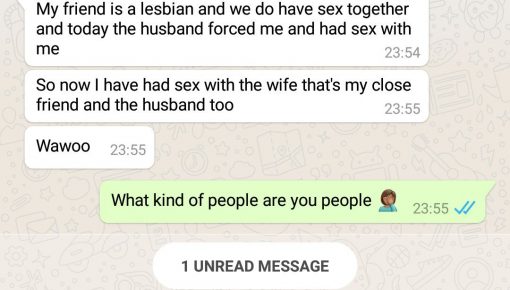 My friend is a lesbian and we do have sex together
and today the husband forced me and had sex with
me
23:54
So now I have had sex with the wife that's my close
friend and the husband too
23:55
Wawoo
23:55
What kind of people are you people 🤦🏾‍♀️
23:55
1 UNREAD MESSAGE